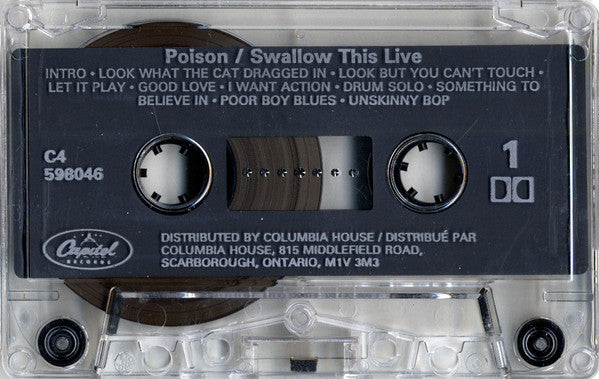 Poison / Swallow This Live
INTRO • LOOK WHAT THE CAT DRAGGED IN • LOOK BUT YOU CAN'T TOUCH •
LET IT PLAY • GOOD LOVE • I WANT ACTION • DRUM SOLO • SOMETHING TO
BELIEVE IN • POOR BOY BLUES • UNSKINNY BOP
C4
598046
1
Capitol
RECORDS
DISTRIBUTED BY COLUMBIA HOUSE / DISTRIBUÉ PAR
COLUMBIA HOUSE, 815 MIDDLEFIELD ROAD,
SCARBOROUGH, ONTARIO, M1V 3M3